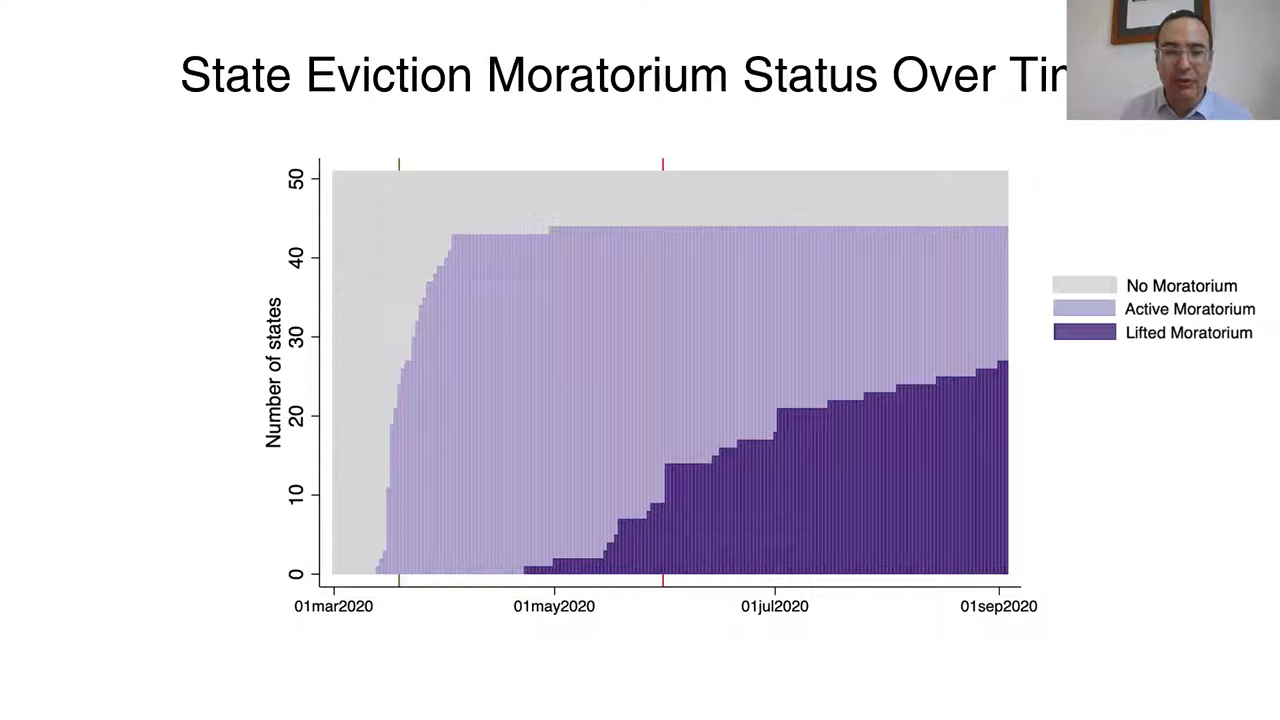 State Eviction Moratorium Status Over
50
40
30
20
10
0
Number of states
01mar2020
01may2020
01jul2020
01sep2020
No Moratorium
Active Moratorium
Lifted Moratorium